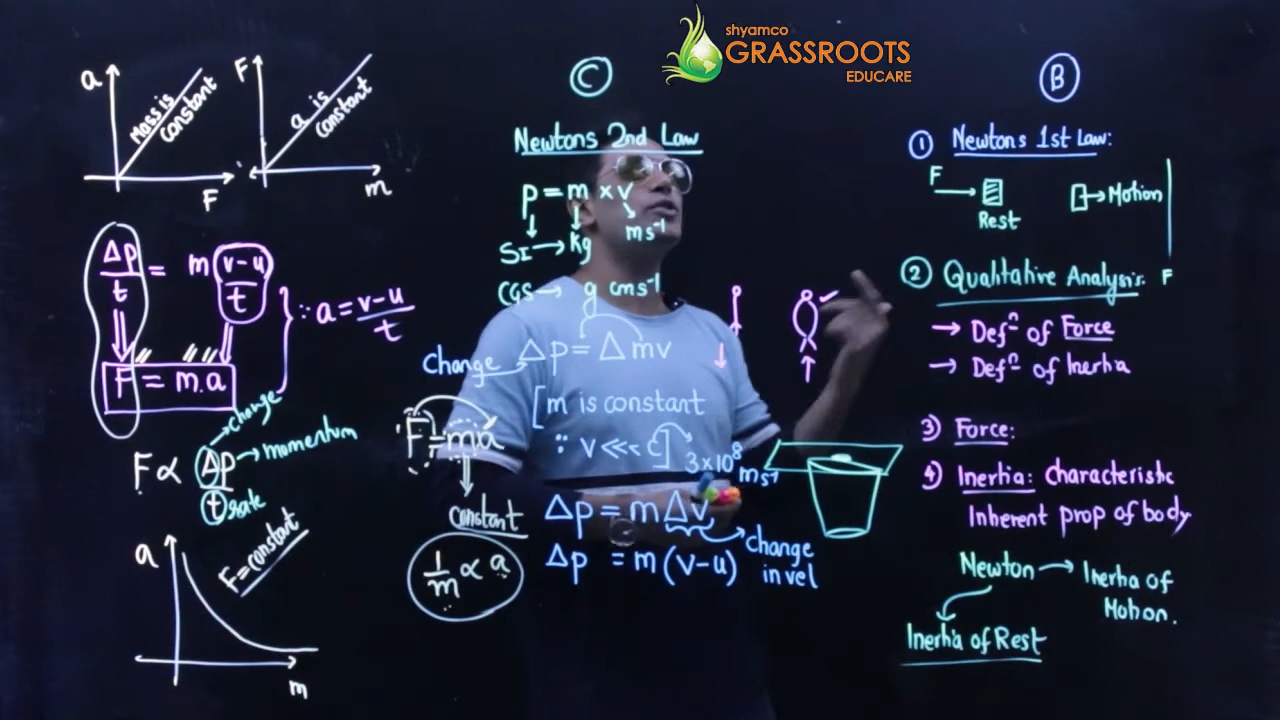 shyamco
GRASSROOTS
EDUCARE
a
Mass is
constant
F
F
a is
constant
m
Δp/t = m (v-u)/t
∵ a = v-u/t
F = m.a
F ∝ Δp/t
change
momentum
rate
a
F = constant
m
C
Newtons 2nd Law
p = m × v
SI → kg ms⁻¹
CGS → g cms⁻¹
Change Δp = Δmv
[m is constant
∵ v <<< C] 3×10⁸ ms⁻¹
F = ma
constant
1/m ∝ a
Δp = mΔv
Change
in vel
Δp = m(v-u)
B
① Newtons 1st Law:
F
Rest
Motion
F
② Qualitative Analysis:
→ Defⁿ of Force
→ Defⁿ of Inertia
3) Force:
4) Inertia: Characteristic
Inherent prop of body
Newton → Inertia of
Motion.
Inertia of Rest